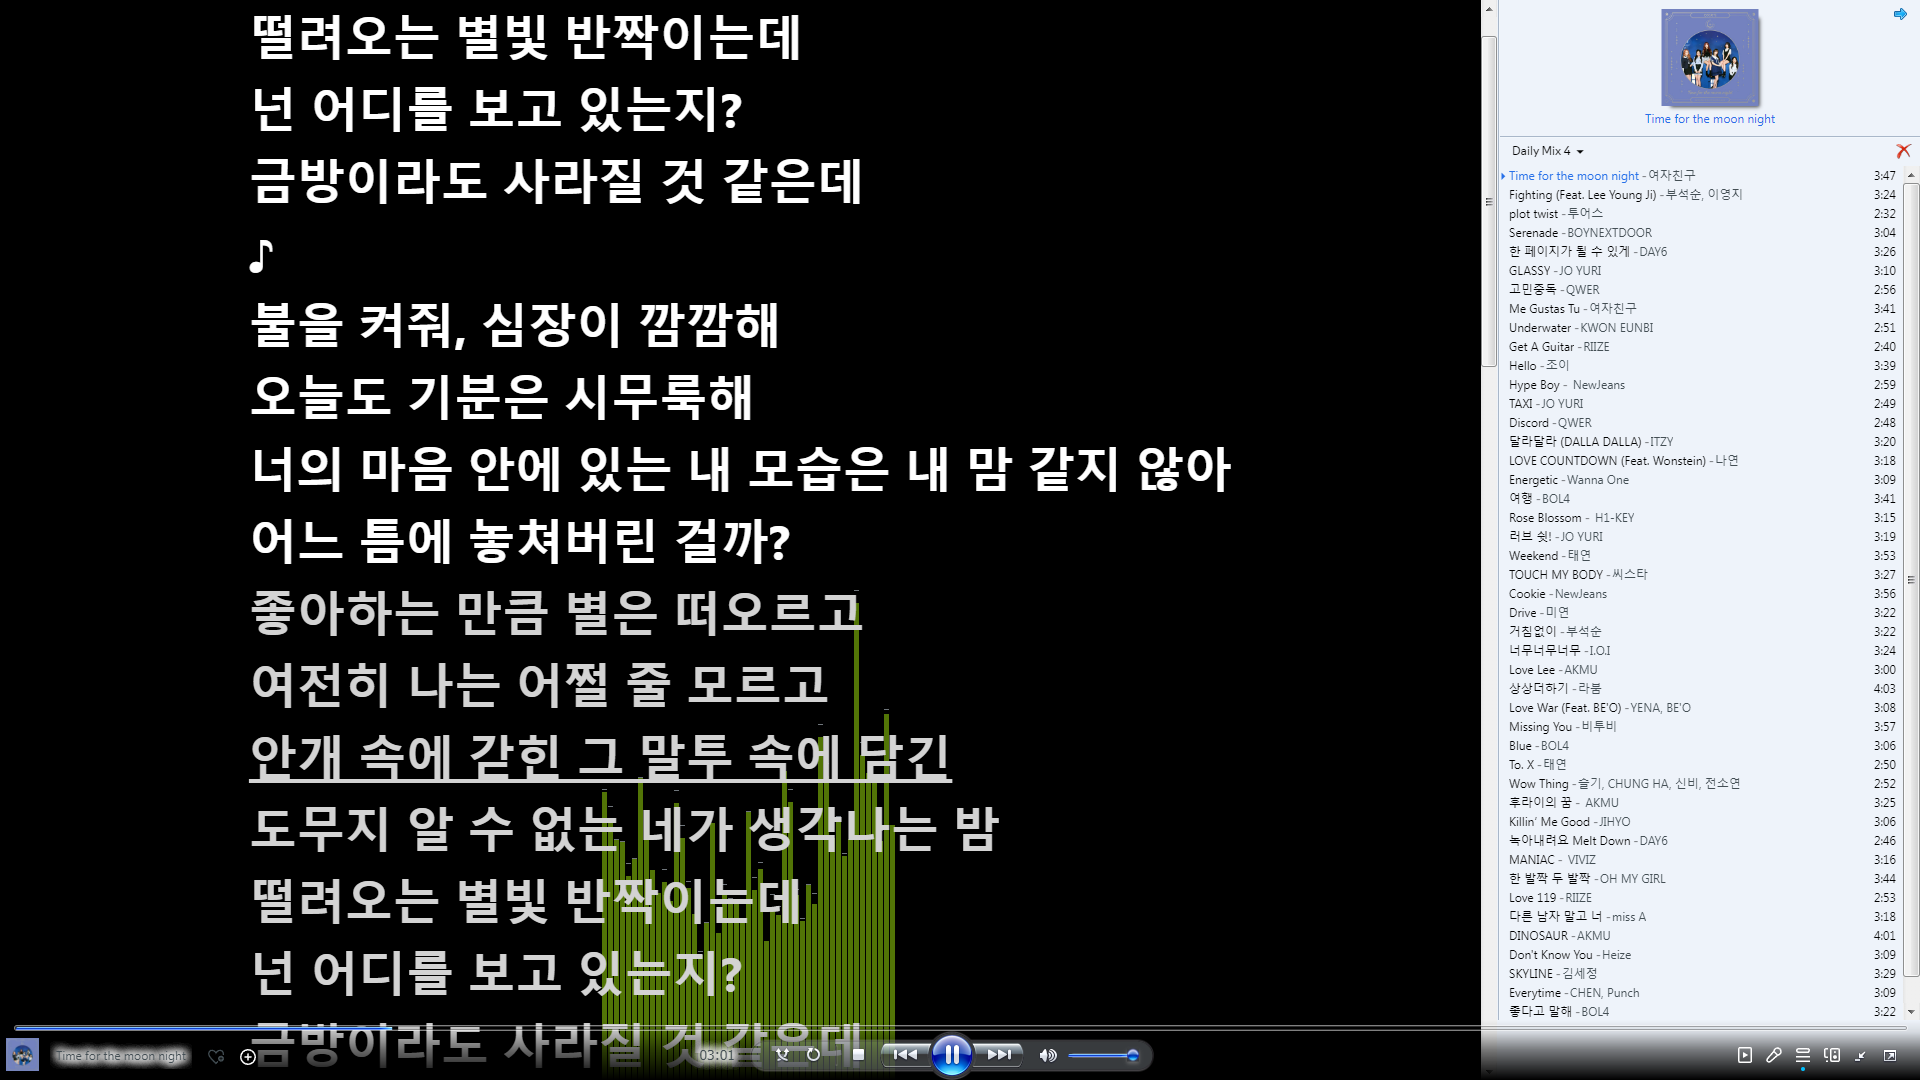 떨려오는 별빛 반짝이는데
넌 어디를 보고 있는지?
금방이라도 사라질 것 같은데
♪
불을 켜줘, 심장이 깜깜해
오늘도 기분은 시무룩해
너의 마음 안에 있는 내 모습은 내 맘 같지 않아
어느 틈에 놓쳐버린 걸까?
좋아하는 만큼 별은 떠오르고
여전히 나는 어쩔 줄 모르고
안개 속에 갇힌 그 말투 속에 담긴
도무지 알 수 없는 네가 생각나는 밤
떨려오는 별빛 반짝이는데
넌 어디를 보고 있는지?
금방이라도 사라질 것 같은데
Time for the moon night
03:01
Time for the moon night
Daily Mix 4
Time for the moon night - 여자친구 3:47
Fighting (Feat. Lee Young Ji) - 부석순, 이영지 3:24
plot twist - 투어스 2:32
Serenade - BOYNEXTDOOR 3:04
한 페이지가 될 수 있게 - DAY6 3:26
GLASSY - JO YURI 3:10
고민중독 - QWER 2:56
Me Gustas Tu - 여자친구 3:41
Underwater - KWON EUNBI 2:51
Get A Guitar - RIIZE 2:40
Hello - 조이 3:39
Hype Boy - NewJeans 2:59
TAXI - JO YURI 2:49
Discord - QWER 2:48
달라달라 (DALLA DALLA) - ITZY 3:20
LOVE COUNTDOWN (Feat. Wonstein) - 나연 3:18
Energetic - Wanna One 3:09
여행 - BOL4 3:41
Rose Blossom - H1-KEY 3:15
러브 쉿! - JO YURI 3:19
Weekend - 태연 3:53
TOUCH MY BODY - 씨스타 3:27
Cookie - NewJeans 3:56
Drive - 미연 3:22
거침없이 - 부석순 3:22
너무너무너무 - I.O.I 3:24
Love Lee - AKMU 3:00
상상더하기 - 라붐 4:03
Love War (Feat. BE'O) - YENA, BE'O 3:08
Missing You - 비투비 3:57
Blue - BOL4 3:06
To. X - 태연 2:50
Wow Thing - 슬기, CHUNG HA, 신비, 전소연 2:52
후라이의 꿈 - AKMU 3:25
Killin' Me Good - JIHYO 3:06
녹아내려요 Melt Down - DAY6 2:46
MANIAC - VIVIZ 3:16
한 발짝 두 발짝 - OH MY GIRL 3:44
Love 119 - RIIZE 2:53
다른 남자 말고 너 - miss A 3:18
DINOSAUR - AKMU 4:01
Don't Know You - Heize 3:09
SKYLINE - 김세정 3:29
Everytime - CHEN, Punch 3:09
좋다고 말해 - BOL4 3:22